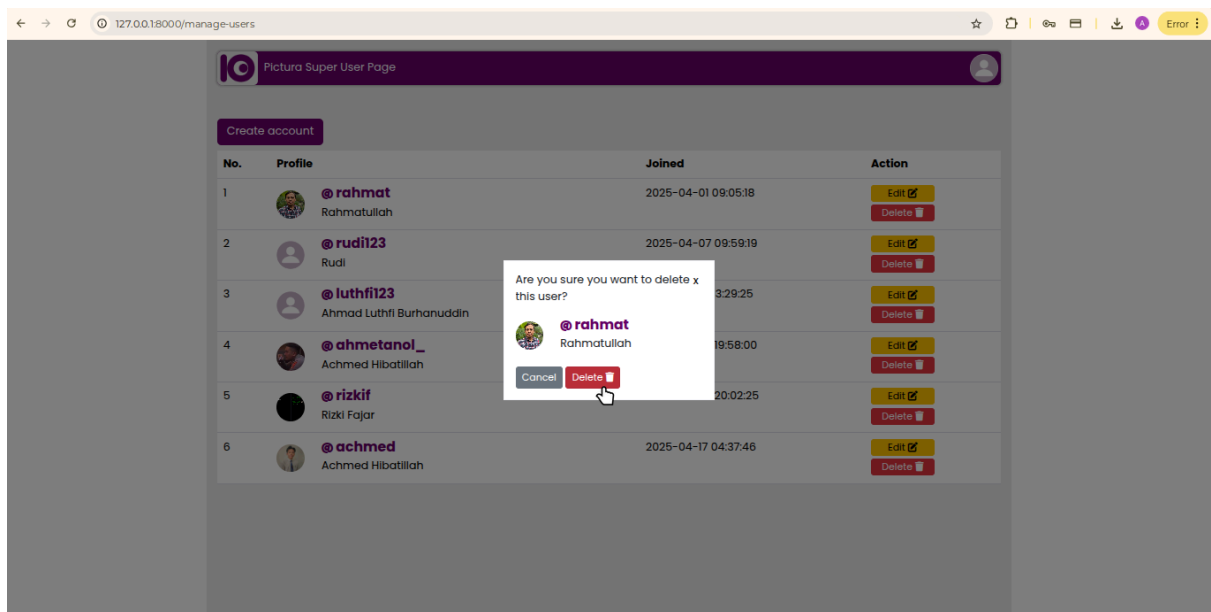 127.0.0.1:8000/manage-users
A
Error
Pictura Super User Page
Create account
No. Profile Joined Action
1 @rahmat 2025-04-01 09:05:18 Edit
Rahmatullah Delete
2 @rudi123 2025-04-07 09:59:19 Edit
Rudi Delete
3 @luthfi123 3:29:25 Edit
Ahmad Luthfi Burhanuddin Delete
4 @ahmetanol_ 19:58:00 Edit
Achmed Hibatillah Delete
5 @rizkif 20:02:25 Edit
Rizki Fajar Delete
6 @achmed 2025-04-17 04:37:46 Edit
Achmed Hibatillah Delete
Are you sure you want to delete x
this user?
@rahmat
Rahmatullah
Cancel Delete